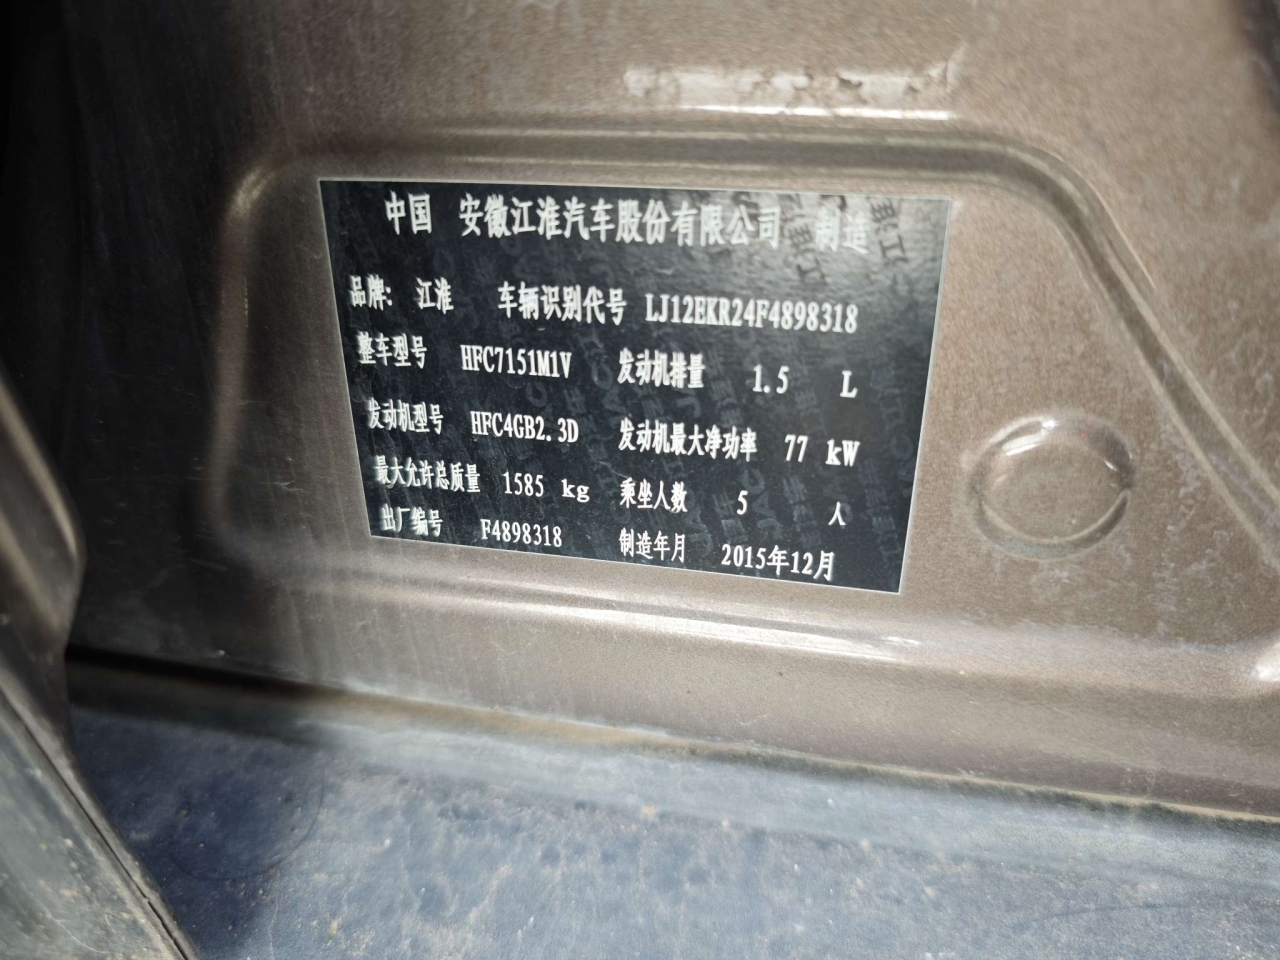 中国 安徽江淮汽车股份有限公司 制造
品牌: 江淮 车辆识别代号 LJ12EKR24F4898318
整车型号 HFC7151M1V 发动机排量 1.5 L
发动机型号 HFC4GB2.3D 发动机最大净功率 77 kW
最大允许总质量 1585 kg 乘坐人数 5 人
出厂编号 F4898318 制造年月 2015年12月